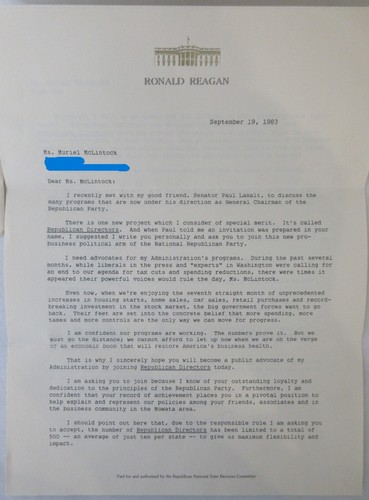 RONALD REAGAN
September 19, 1983
Ms. Muriel McLintock
Dear Ms. McLintock:
I recently met with my good friend, Senator Paul Laxalt, to discuss the
many programs that are now under his direction as General Chairman of the
Republican Party.
There is one new project which I consider of special merit. It's called
Republican Directors. And when Paul told me an invitation was prepared in your
name, I suggested I write you personally and ask you to join this new pro-
business political arm of the National Republican Party.
I need advocates for my Administration's programs. During the past several
months, while liberals in the press and "experts" in Washington were calling for
an end to our agenda for tax cuts and spending reductions, there were times it
appeared their powerful voices would rule the day, Ms. McLintock.
Even now, when we're enjoying the seventh straight month of unprecedented
increases in housing starts, home sales, car sales, retail purchases and record-
breaking investment in the stock market, the big government forces want to go
back. Their feet are set into the concrete belief that more spending, more
taxes and more controls are the only way we can move for progress.
I am confident our programs are working. The numbers prove it. But we
must go the distance; we cannot afford to let up now when we are on the verge
of an economic boom that will restore America's business health.
That is why I sincerely hope you will become a public advocate of my
Administration by joining Republican Directors today.
I am asking you to join because I know of your outstanding loyalty and
dedication to the principles of the Republican Party. Furthermore, I am
confident that your record of achievement places you in a pivotal position to
help explain and represent our policies among your friends, associates and in
the business community in the Nowata area.
I should point out that, due to the responsible role I am asking you
to accept, the number of Republican Directors has been limited to a total of
500 -- an average of just ten per state -- to give us maximum flexibility and
impact.
Paid for and authorized by the Republican National State Elections Committee